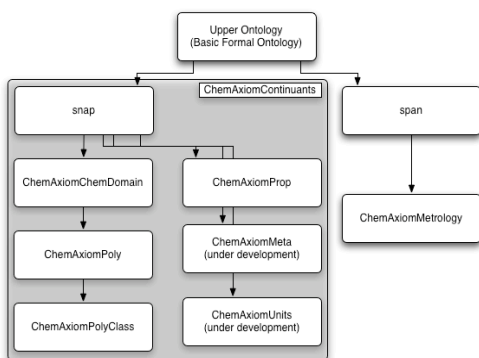 Upper Ontology
(Basic Formal Ontology)
ChemAxiomContinuants
snap
span
ChemAxiomChemDomain
ChemAxiomProp
ChemAxiomMetrology
ChemAxiomPoly
ChemAxiomMeta
(under development)
ChemAxiomPolyClass
ChemAxiomUnits
(under development)